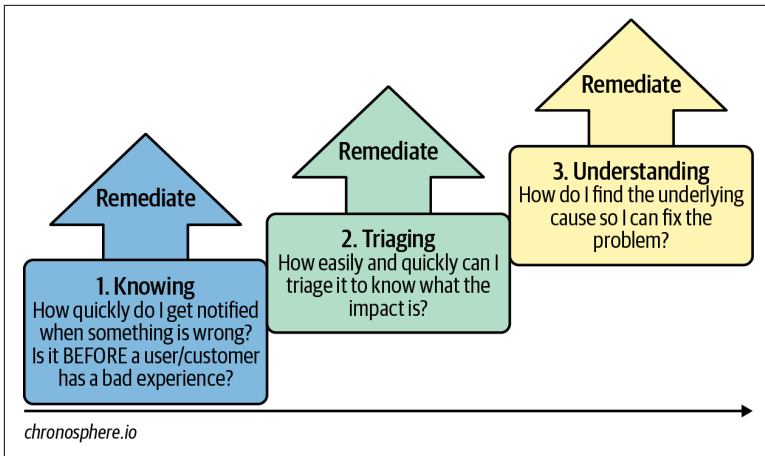 Remediate
1. Knowing
How quickly do I get notified
when something is wrong?
Is it BEFORE a user/customer
has a bad experience?
Remediate
2. Triaging
How easily and quickly can I
triage it to know what the
impact is?
Remediate
3. Understanding
How do I find the underlying
cause so I can fix the
problem?
chronosphere.io